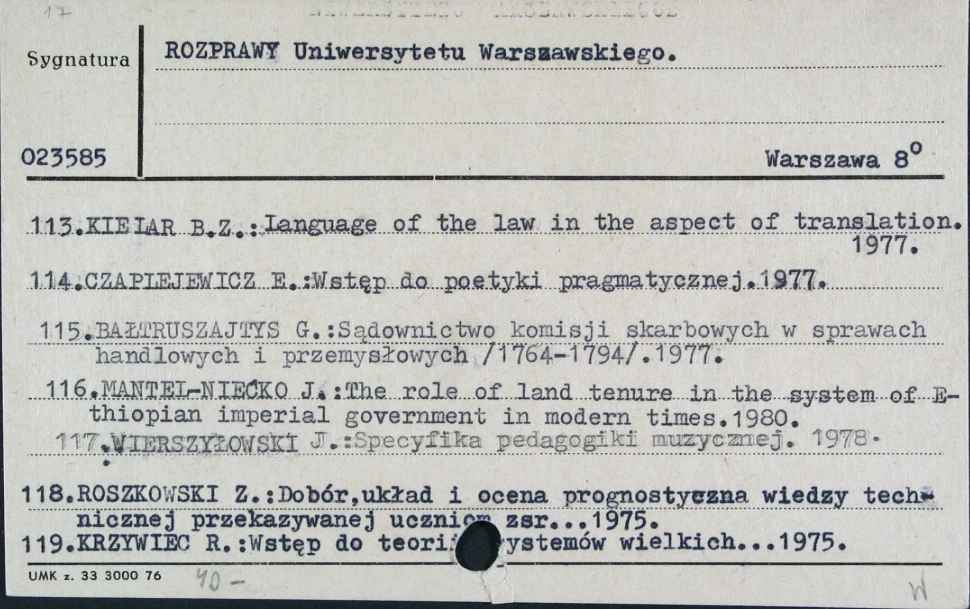 17
Sygnatura
ROZPRAWY Uniwersytetu Warszawskiego.
023585
Warszawa 8°
113.KIELAR B.Z.:Language of the law in the aspect of translation.
1977.
114.CZAPLEJEWICZ E.:Wstęp do poetyki pragmatycznej.1977.
115.BAŁTRUSZAJTYS G.:Sądownictwo komisji skarbowych w sprawach
handlowych i przemysłowych /1764-1794/.1977.
116.MANTEL-NIEĆKO J.:The role of land tenure in the system of E-
thiopian imperial government in modern times.1980.
117.WIERSZYŁOWSKI J.:Specyfika pedagogiki muzycznej. 1978.
118.ROSZKOWSKI Z.:Dobór,układ i ocena prognostyczna wiedzy tech-
nicznej przekazywanej uczniom zsr...1975.
119.KRZYWIEC R.:Wstęp do teorii systemów wielkich...1975.
UMK z. 33 3000 76
40-
W